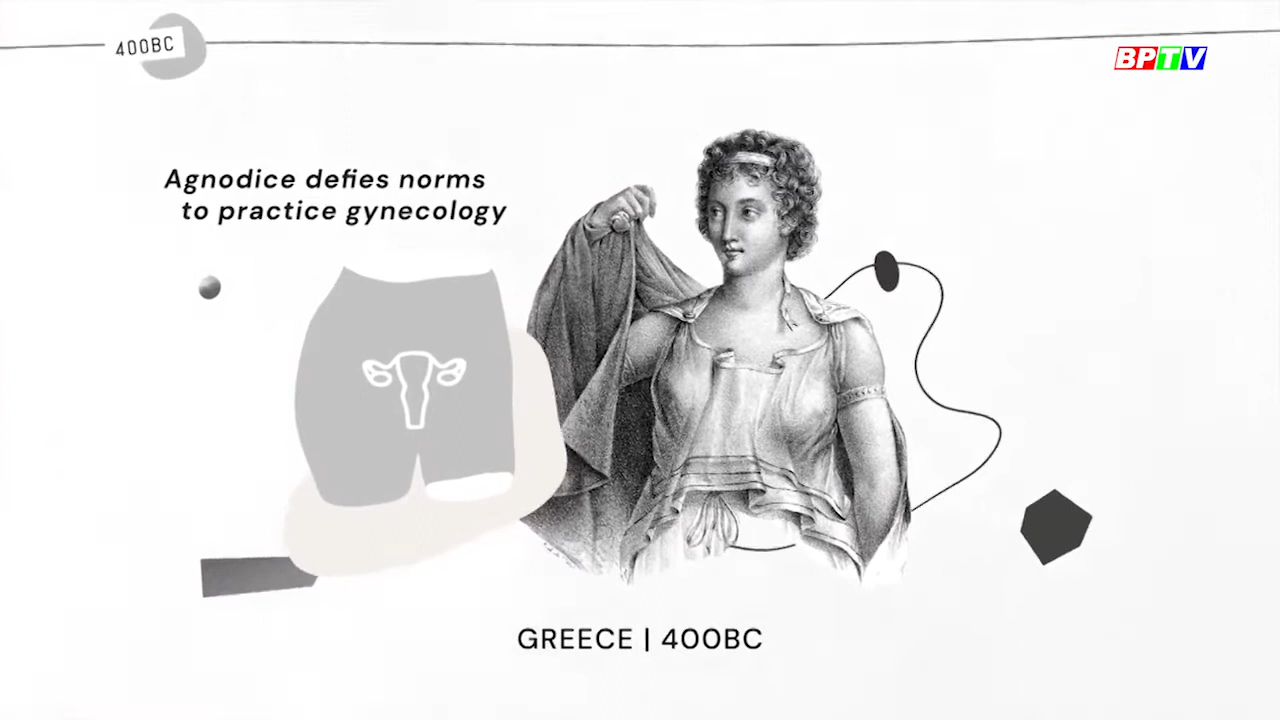 400BC
BPTV
Agnodice defies norms
to practice gynecology
GREECE | 400BC